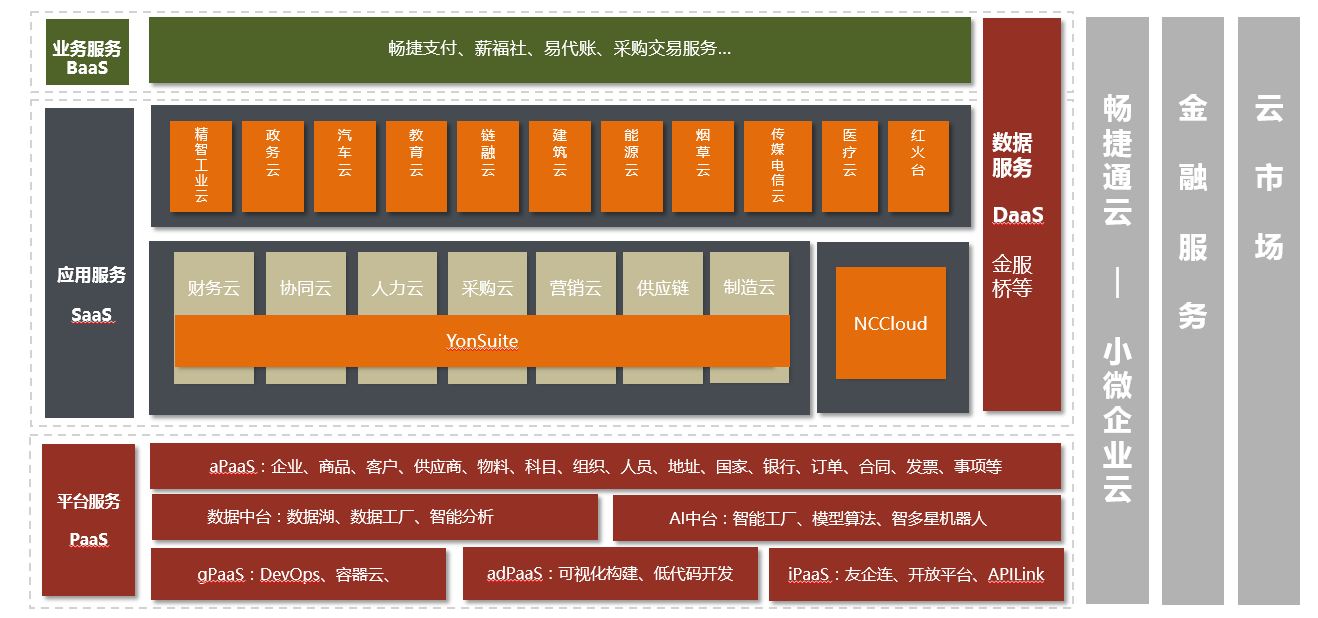 业务服务
BaaS
畅捷支付、薪福社、易代账、采购交易服务...
应用服务
SaaS
精智工业云
政务云
汽车云
教育云
链融云
建筑云
能源云
烟草云
传媒电信云
医疗云
红火台
财务云
协同云
人力云
采购云
营销云
供应链
制造云
YonSuite
NCCloud
数据
服务
DaaS
金服
桥等
平台服务
PaaS
aPaaS：企业、商品、客户、供应商、物料、科目、组织、人员、地址、国家、银行、订单、合同、发票、事项等
数据中台：数据湖、数据工厂、智能分析
AI中台：智能工厂、模型算法、智多星机器人
gPaaS：DevOps、容器云、
adPaaS：可视化构建、低代码开发
iPaaS：友企连、开放平台、APILink
畅捷通云｜小微企业云
金融服务
云市场